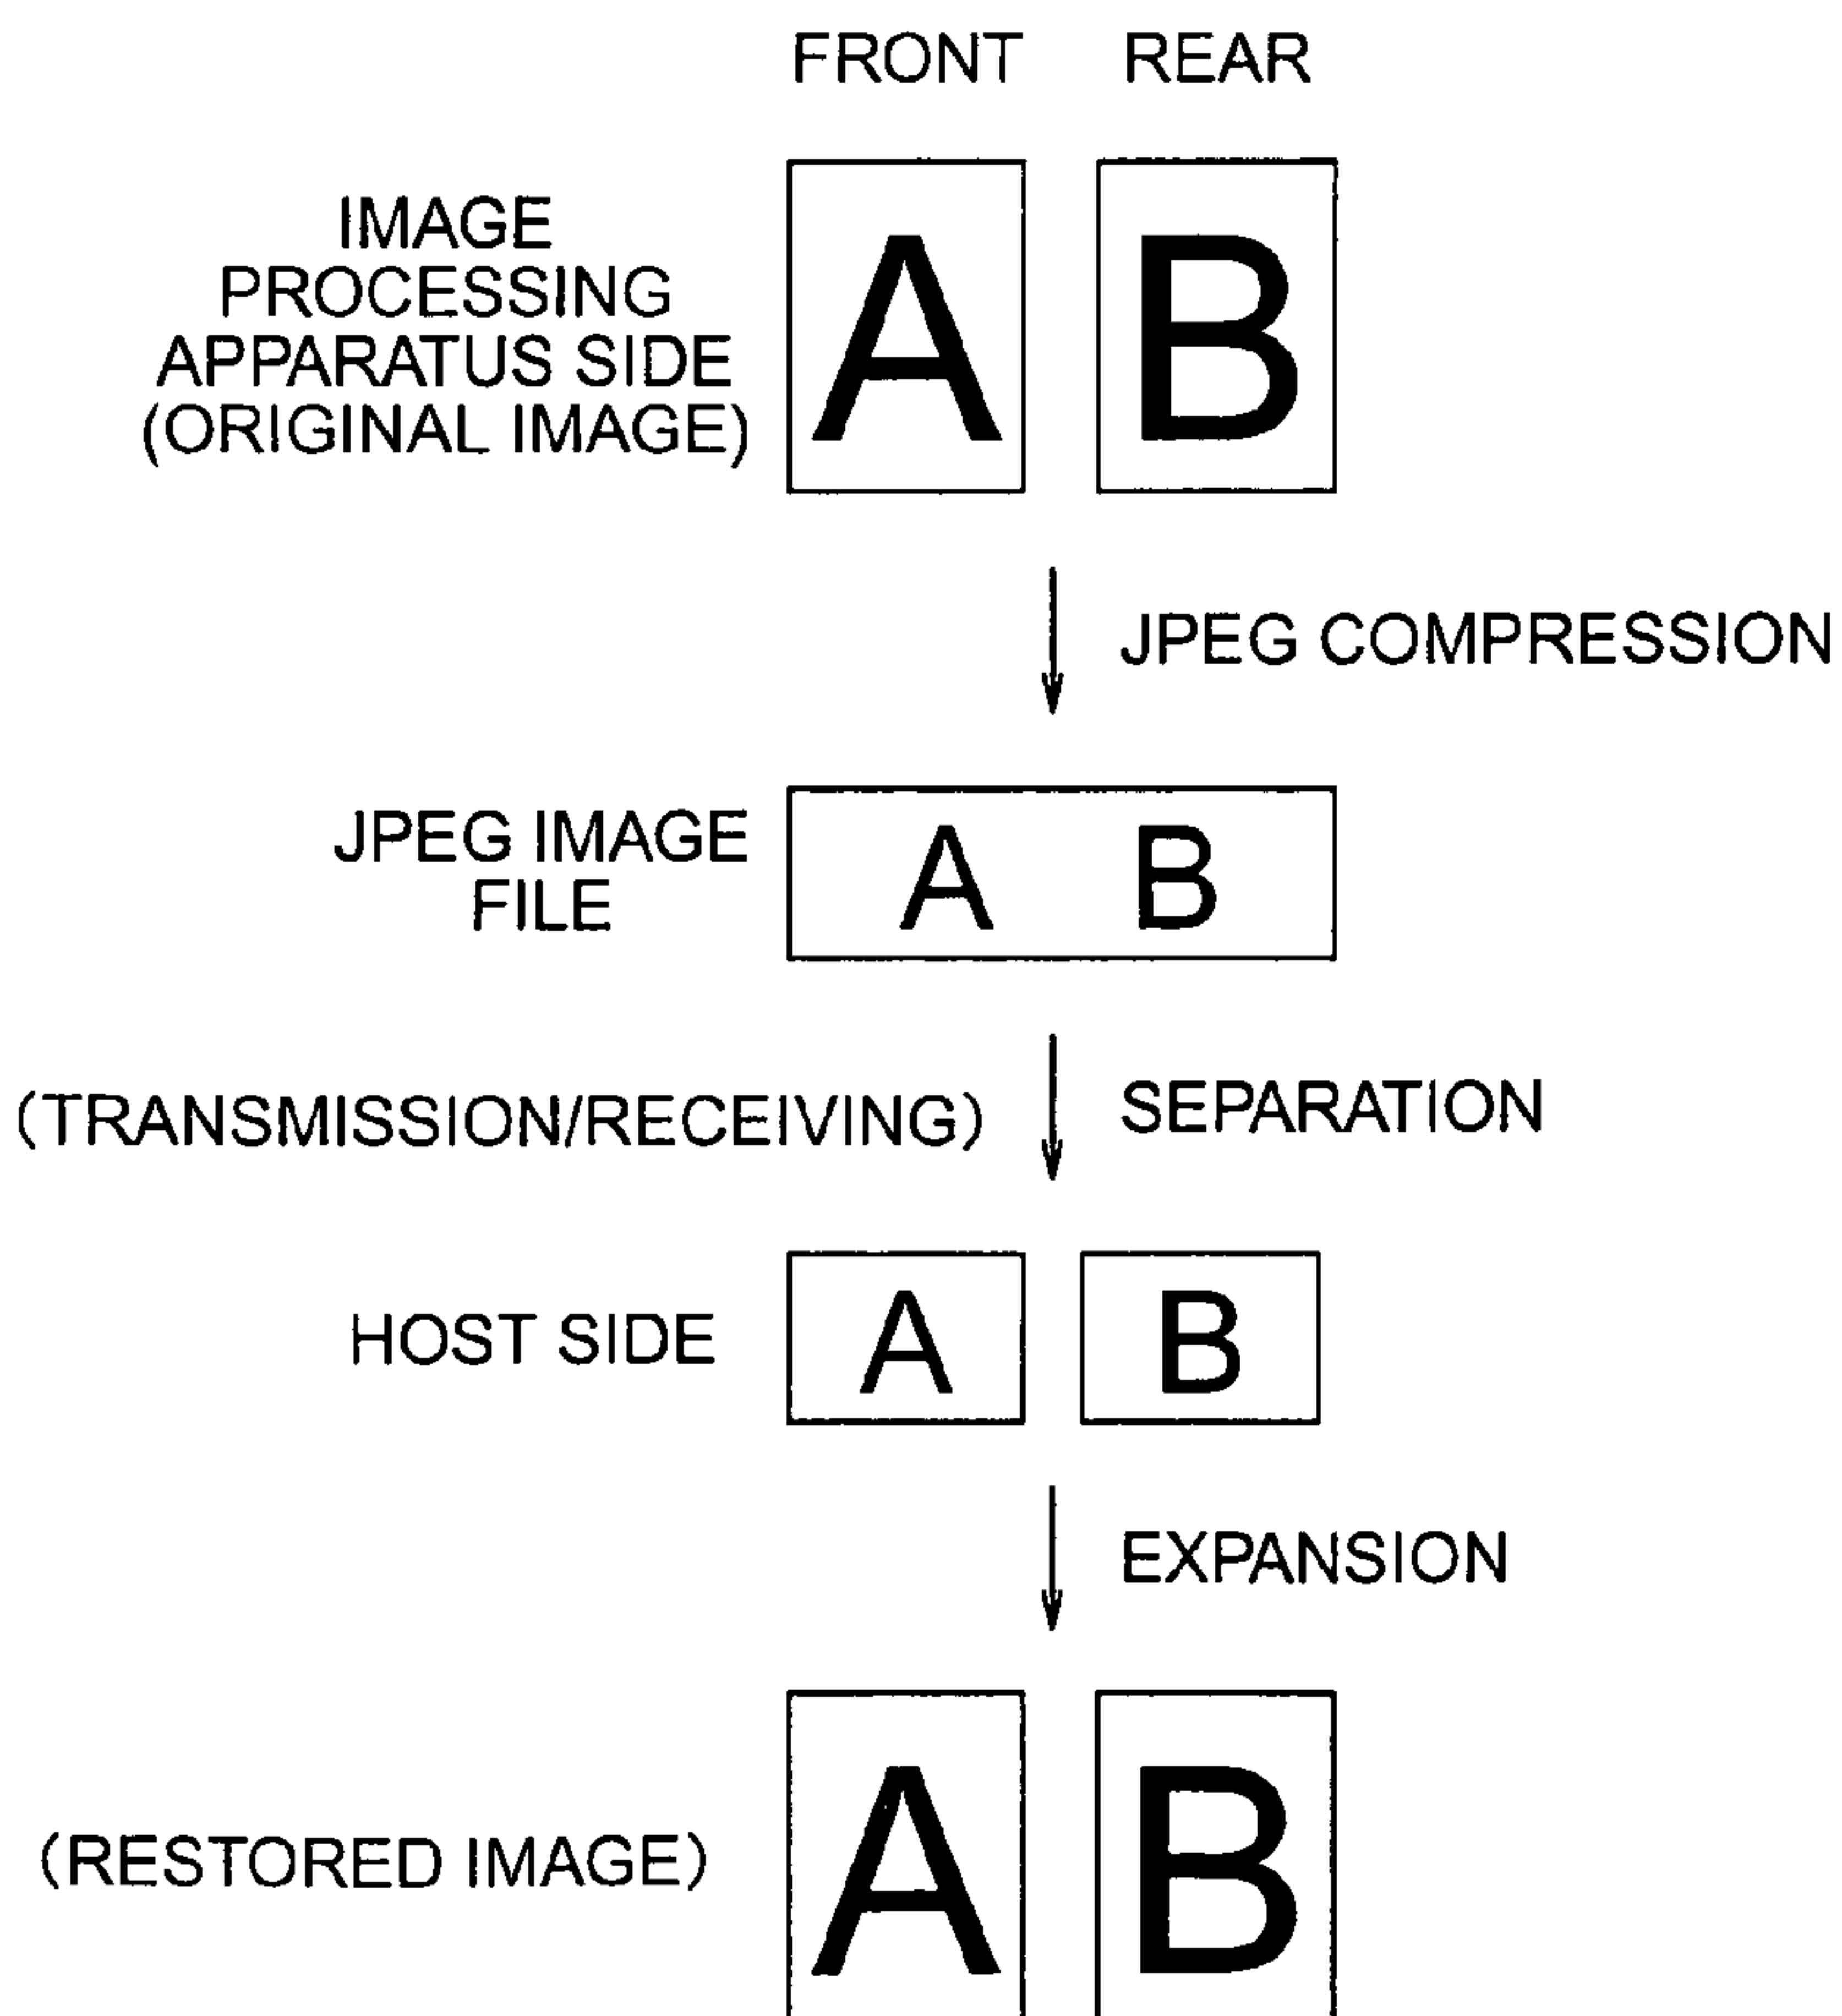 FRONT REAR
IMAGE
PROCESSING
APPARATUS SIDE
(ORIGINAL IMAGE)
A B
JPEG COMPRESSION
JPEG IMAGE
FILE
A B
(TRANSMISSION/RECEIVING)
SEPARATION
HOST SIDE
A B
EXPANSION
(RESTORED IMAGE)
A B